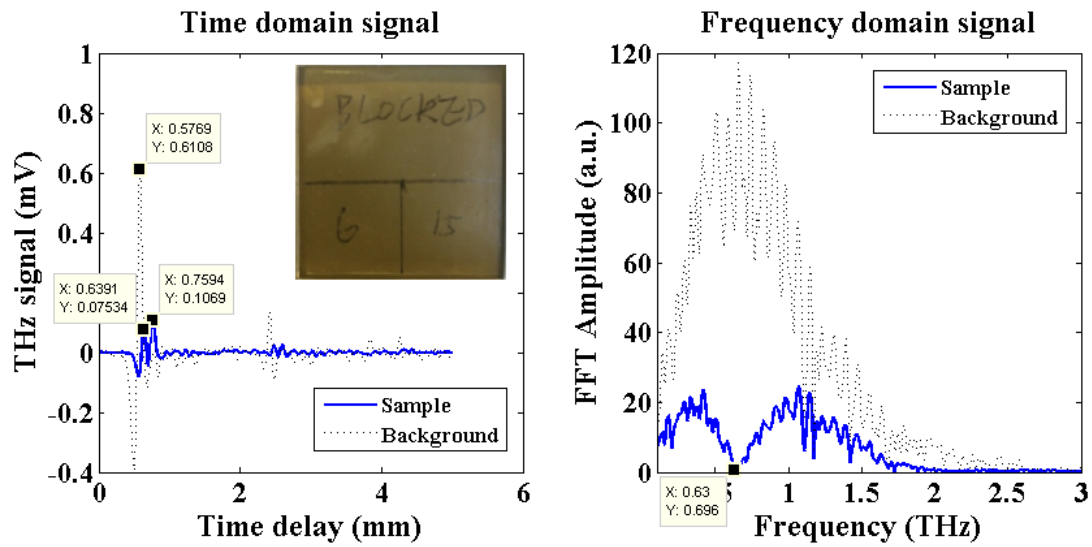 Time domain signal
1
0.8
0.6
0.4
0.2
0
-0.2
-0.4
THz signal (mV)
X: 0.5769
Y: 0.6108
X: 0.6391
Y: 0.07534
X: 0.7594
Y: 0.1069
BLOCKED
6
15
Sample
Background
0
2
4
6
Time delay (mm)
Frequency domain signal
120
100
80
60
40
20
0
FFT Amplitude (a.u.)
Sample
Background
X: 0.63
Y: 0.696
5
1
1.5
2
2.5
3
Frequency (THz)